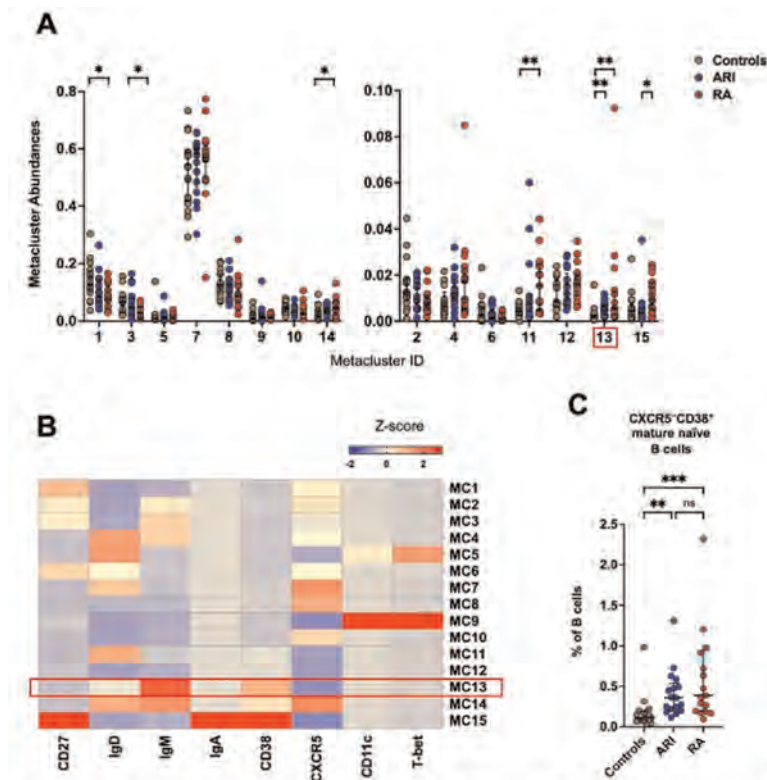 A
* * * ** ** ** *
Controls
ARI
RA
Metacluster Abundances
0.8
0.6
0.4
0.2
0.0
1 3 5 7 8 9 10 14
0.10
0.08
0.06
0.04
0.02
0.00
2 4 6 11 12 13 15
Metacluster ID
B
Z-score
-2 0 2
MC1
MC2
MC3
MC4
MC5
MC6
MC7
MC8
MC9
MC10
MC11
MC12
MC13
MC14
MC15
CD27 IgD IgM IgA CD38 CXCR5 CD11c T-bet
C
CXCR5-CD38+
mature naïve
B cells
***
** ns
% of B cells
2.5
2.0
1.5
1.0
0.5
0.0
Controls ARI RA